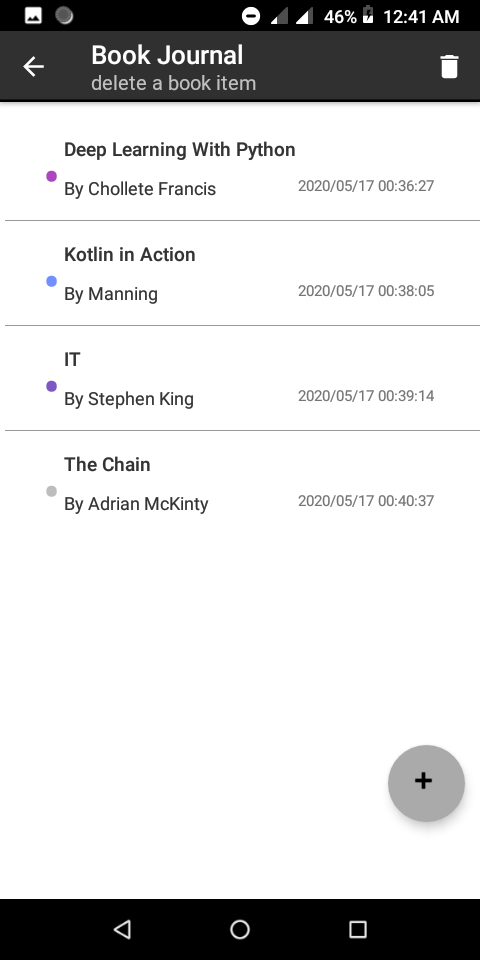 46% 12:41 AM
Book Journal
delete a book item
Deep Learning With Python
By Chollete Francis 2020/05/17 00:36:27
Kotlin in Action
By Manning 2020/05/17 00:38:05
IT
By Stephen King 2020/05/17 00:39:14
The Chain
By Adrian McKinty 2020/05/17 00:40:37
+